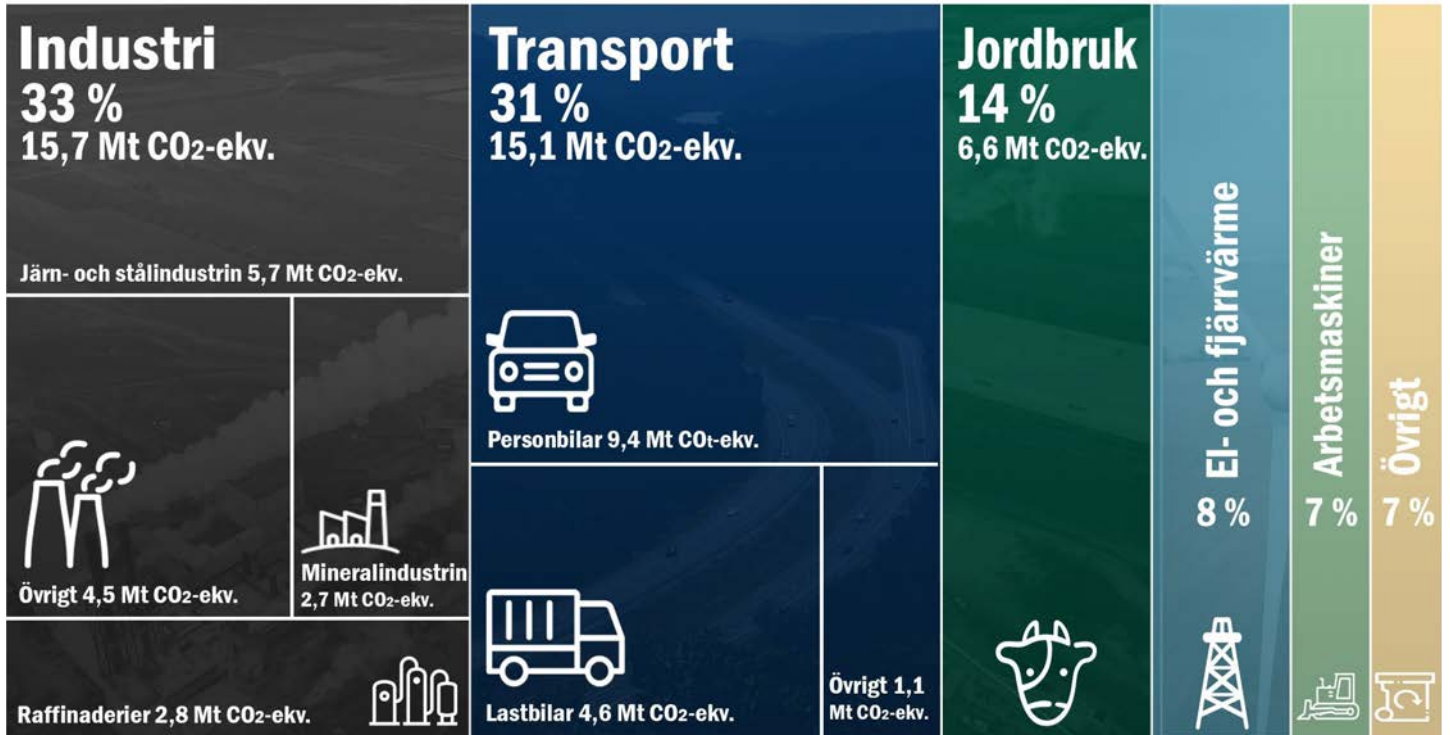 Industri
33 %
15,7 Mt CO2-ekv.
Järn- och stålindustrin 5,7 Mt CO2-ekv.
Övrigt 4,5 Mt CO2-ekv.
Mineralindustrin
2,7 Mt CO2-ekv.
Raffinaderier 2,8 Mt CO2-ekv.
Transport
31 %
15,1 Mt CO2-ekv.
Personbilar 9,4 Mt COt-ekv.
Lastbilar 4,6 Mt CO2-ekv.
Övrigt 1,1
Mt CO2-ekv.
Jordbruk
14 %
6,6 Mt CO2-ekv.
El- och fjärrvärme
8 %
Arbetsmaskiner
7 %
Övrigt
7 %